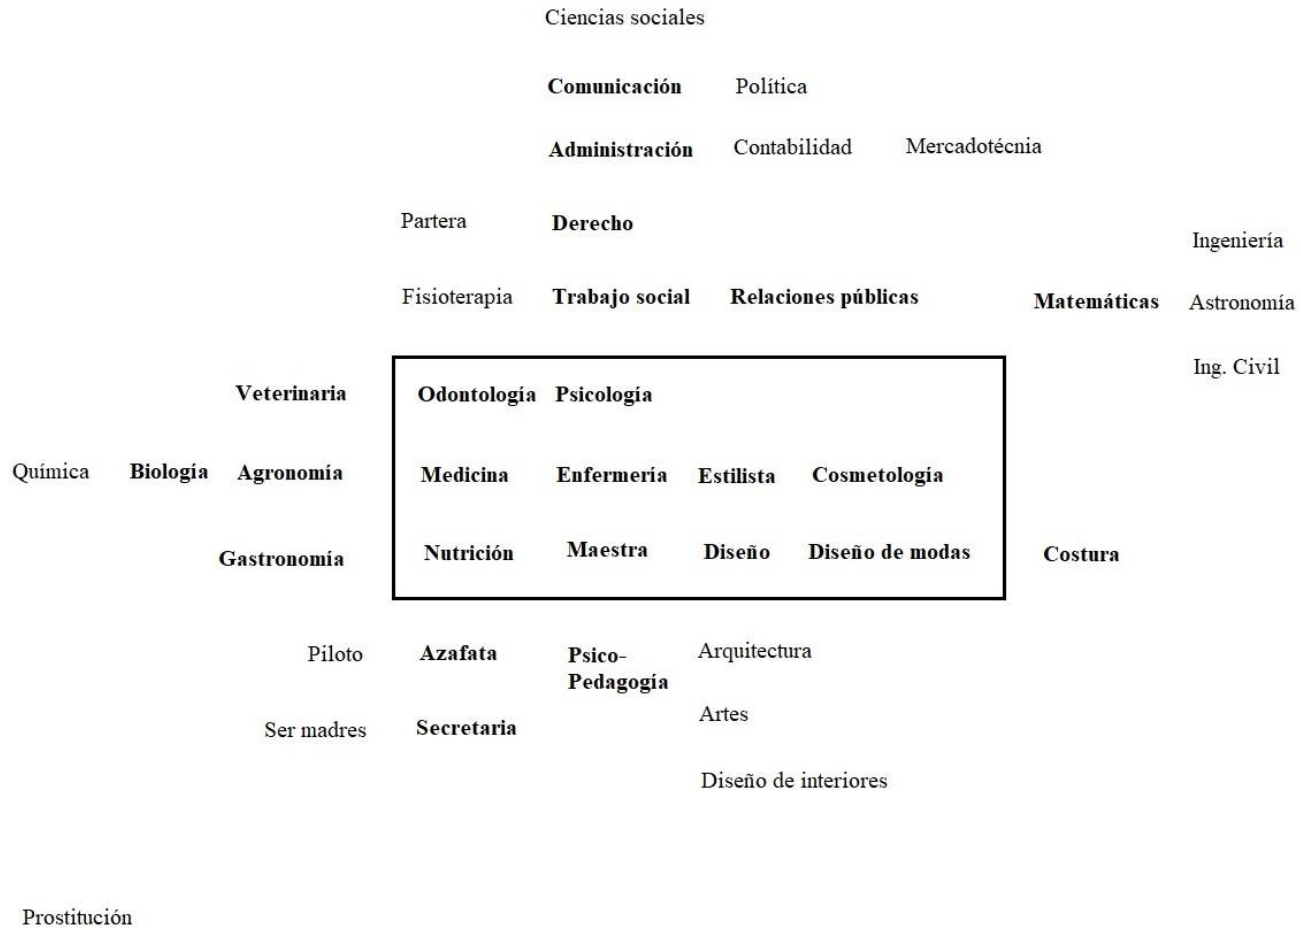 Ciencias sociales
Comunicación Política
Administración Contabilidad Mercadotécnia
Partera Derecho
Ingeniería
Fisioterapia Trabajo social Relaciones públicas Matemáticas Astronomía
Ing. Civil
Veterinaria Odontología Psicología
Química Biología Agronomía Medicina Enfermería Estilista Cosmetología
Gastronomía Nutrición Maestra Diseño Diseño de modas Costura
Piloto Azafata Psico- Arquitectura
Pedagogía
Artes
Ser madres Secretaria
Diseño de interiores
Prostitución